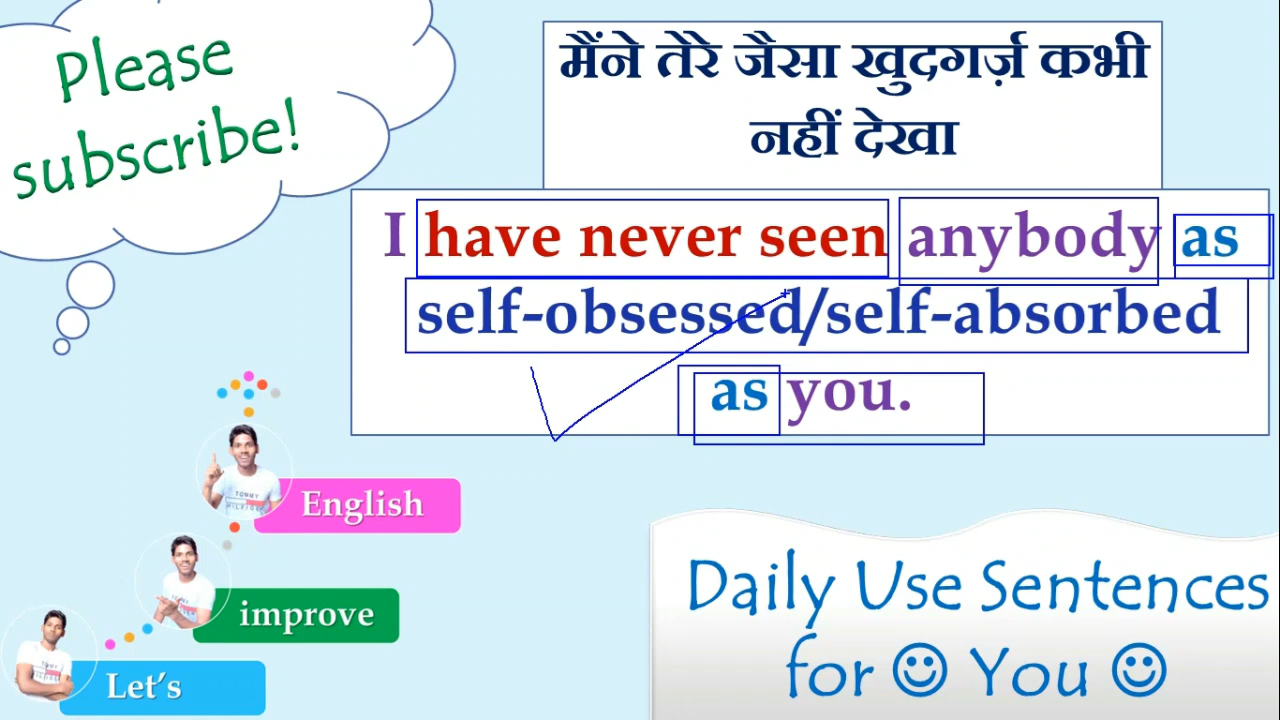 Please
subscribe!
मैंने तेरे जैसा खुदगर्ज़ कभी
नहीं देखा
I have never seen anybody as
self-obsessed/self-absorbed
as you.
English
improve
Let's
Daily Use Sentences
for ☺ You ☺